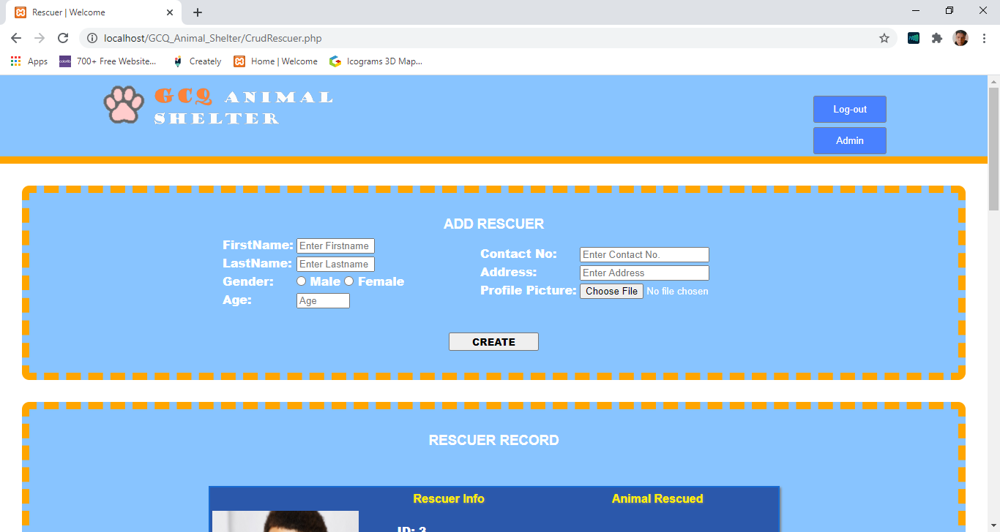 Rescuer | Welcome
localhost/GCQ_Animal_Shelter/CrudRescuer.php
Apps
700+ Free Website...
Creately
Home | Welcome
Icograms 3D Map...
GCQ ANIMAL
SHELTER
Log-out
Admin
ADD RESCUER
FirstName: Enter Firstname
LastName: Enter Lastname
Gender: Male Female
Age: Age
Contact No: Enter Contact No.
Address: Enter Address
Profile Picture: Choose File No file chosen
CREATE
RESCUER RECORD
Rescuer Info
Animal Rescued
ID: 3